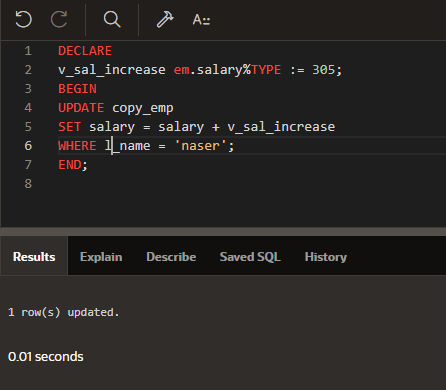 A::
1 DECLARE
2 v_sal_increase em.salary%TYPE := 305;
3 BEGIN
4 UPDATE copy_emp
5 SET salary = salary + v_sal_increase
6 WHERE l_name = 'naser';
7 END;
8
Results Explain Describe Saved SQL History
1 row(s) updated.
0.01 seconds